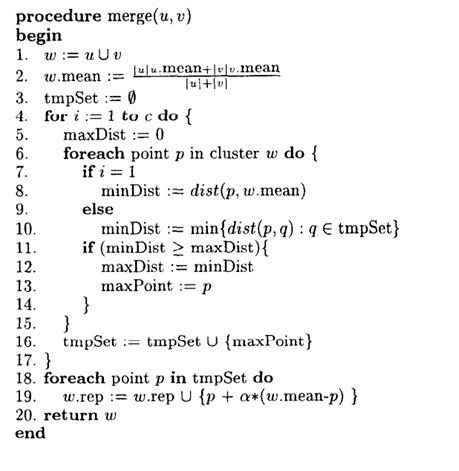 procedure merge(u, v)
begin
1. w := u ∪ v
2. w.mean := |u|u.mean+|v|v.mean / |u|+|v|
3. tmpSet := ∅
4. for i := 1 to c do {
5. maxDist := 0
6. foreach point p in cluster w do {
7. if i = 1
8. minDist := dist(p, w.mean)
9. else
10. minDist := min{dist(p, q) : q ∈ tmpSet}
11. if (minDist ≥ maxDist){
12. maxDist := minDist
13. maxPoint := p
14. }
15. }
16. tmpSet := tmpSet ∪ {maxPoint}
17. }
18. foreach point p in tmpSet do
19. w.rep := w.rep ∪ {p + α*(w.mean-p) }
20. return w
end